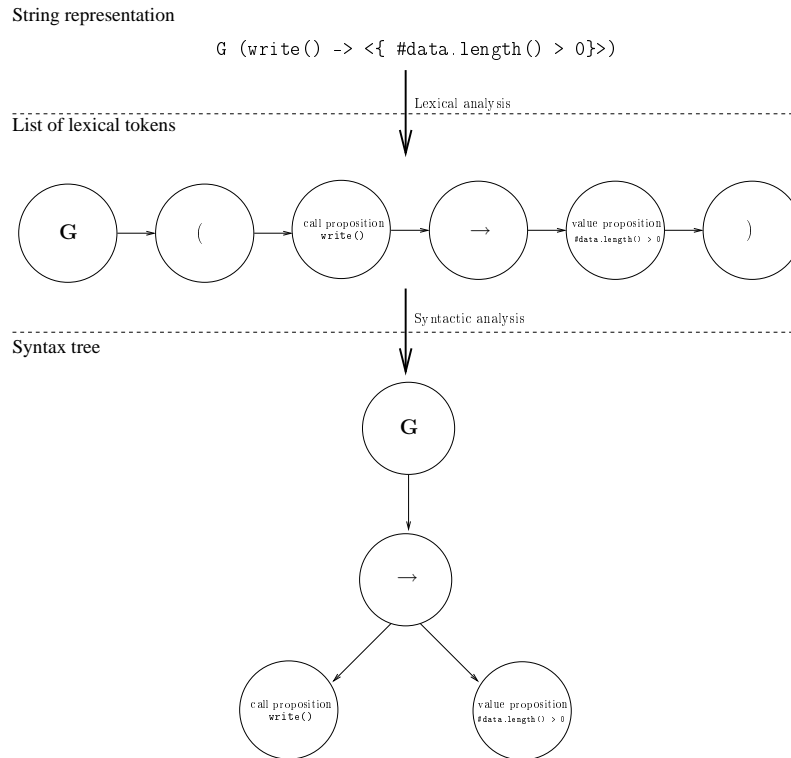 String representation
G (write() -> <{ #data.length() > 0}>)
Lexical analysis
List of lexical tokens
G
(
call proposition
write()
→
value proposition
#data.length() > 0
)
Syntactic analysis
Syntax tree
G
→
call proposition
write()
value proposition
#data.length() > 0